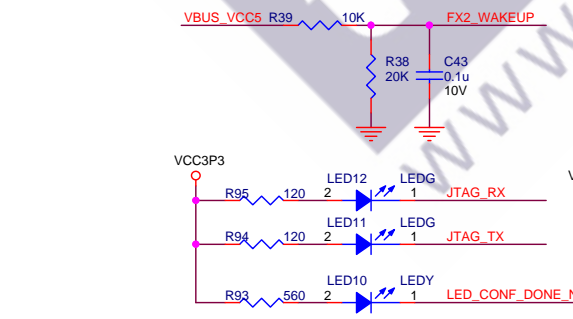 VBUS_VCC5 R39 10K FX2_WAKEUP
R38 C43
20K 0.1u
10V
VCC3P3
LED12 LEDG
R95 120 2 1 JTAG_RX
LED11 LEDG
R94 120 2 1 JTAG_TX
LED10 LEDY
R93 560 2 1 LED_CONF_DONE_N